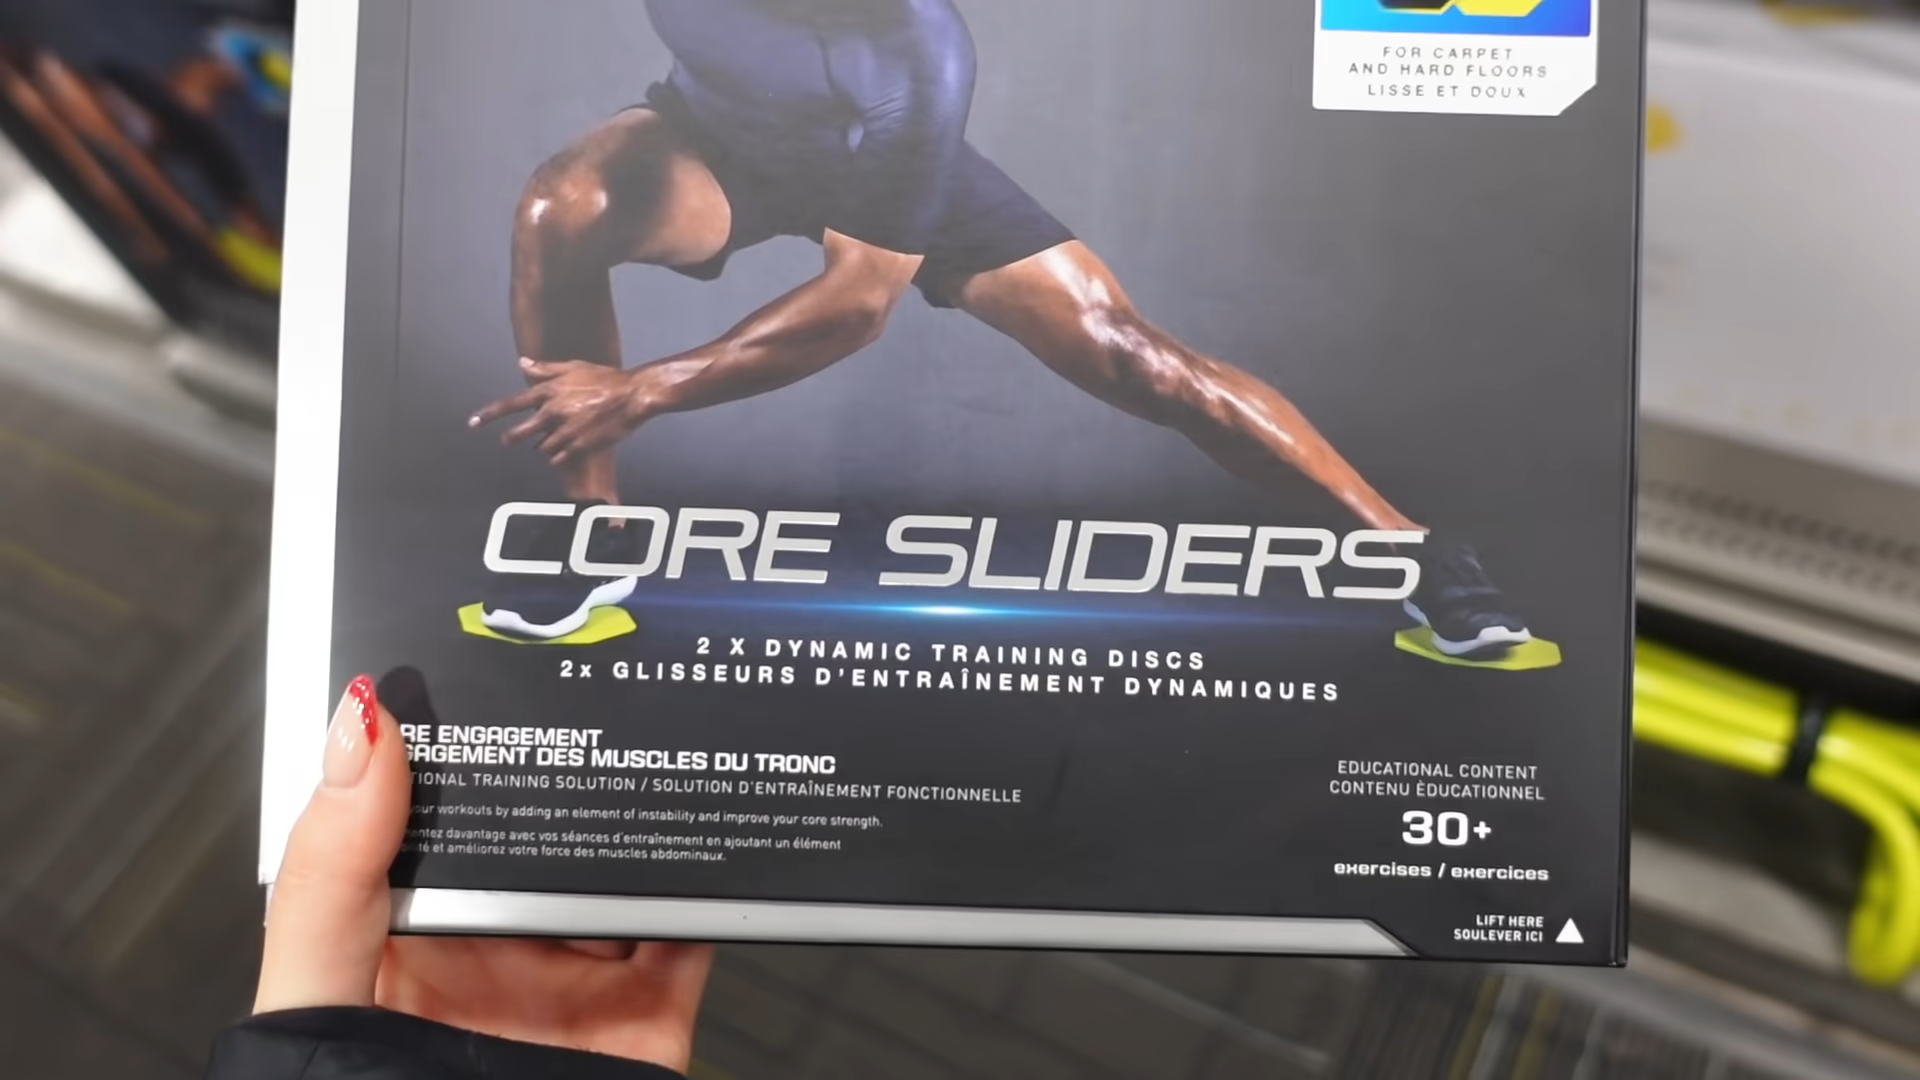 FOR CARPET
AND HARD FLOORS
LISSE ET DOUX
CORE SLIDERS
2 X DYNAMIC TRAINING DISCS
2x GLISSEURS D'ENTRAÎNEMENT DYNAMIQUES
RE ENGAGEMENT
GAGEMENT DES MUSCLES DU TRONC
TIONAL TRAINING SOLUTION / SOLUTION D'ENTRAÎNEMENT FONCTIONNELLE
your workouts by adding an element of instability and improve your core strength.
entez davantage avec vos séances d'entraînement en ajoutant un élément
té et améliorez votre force des muscles abdominaux.
EDUCATIONAL CONTENT
CONTENU ÈDUCATIONNEL
30+
exercises / exercices
LIFT HERE
SOULEVER ICI